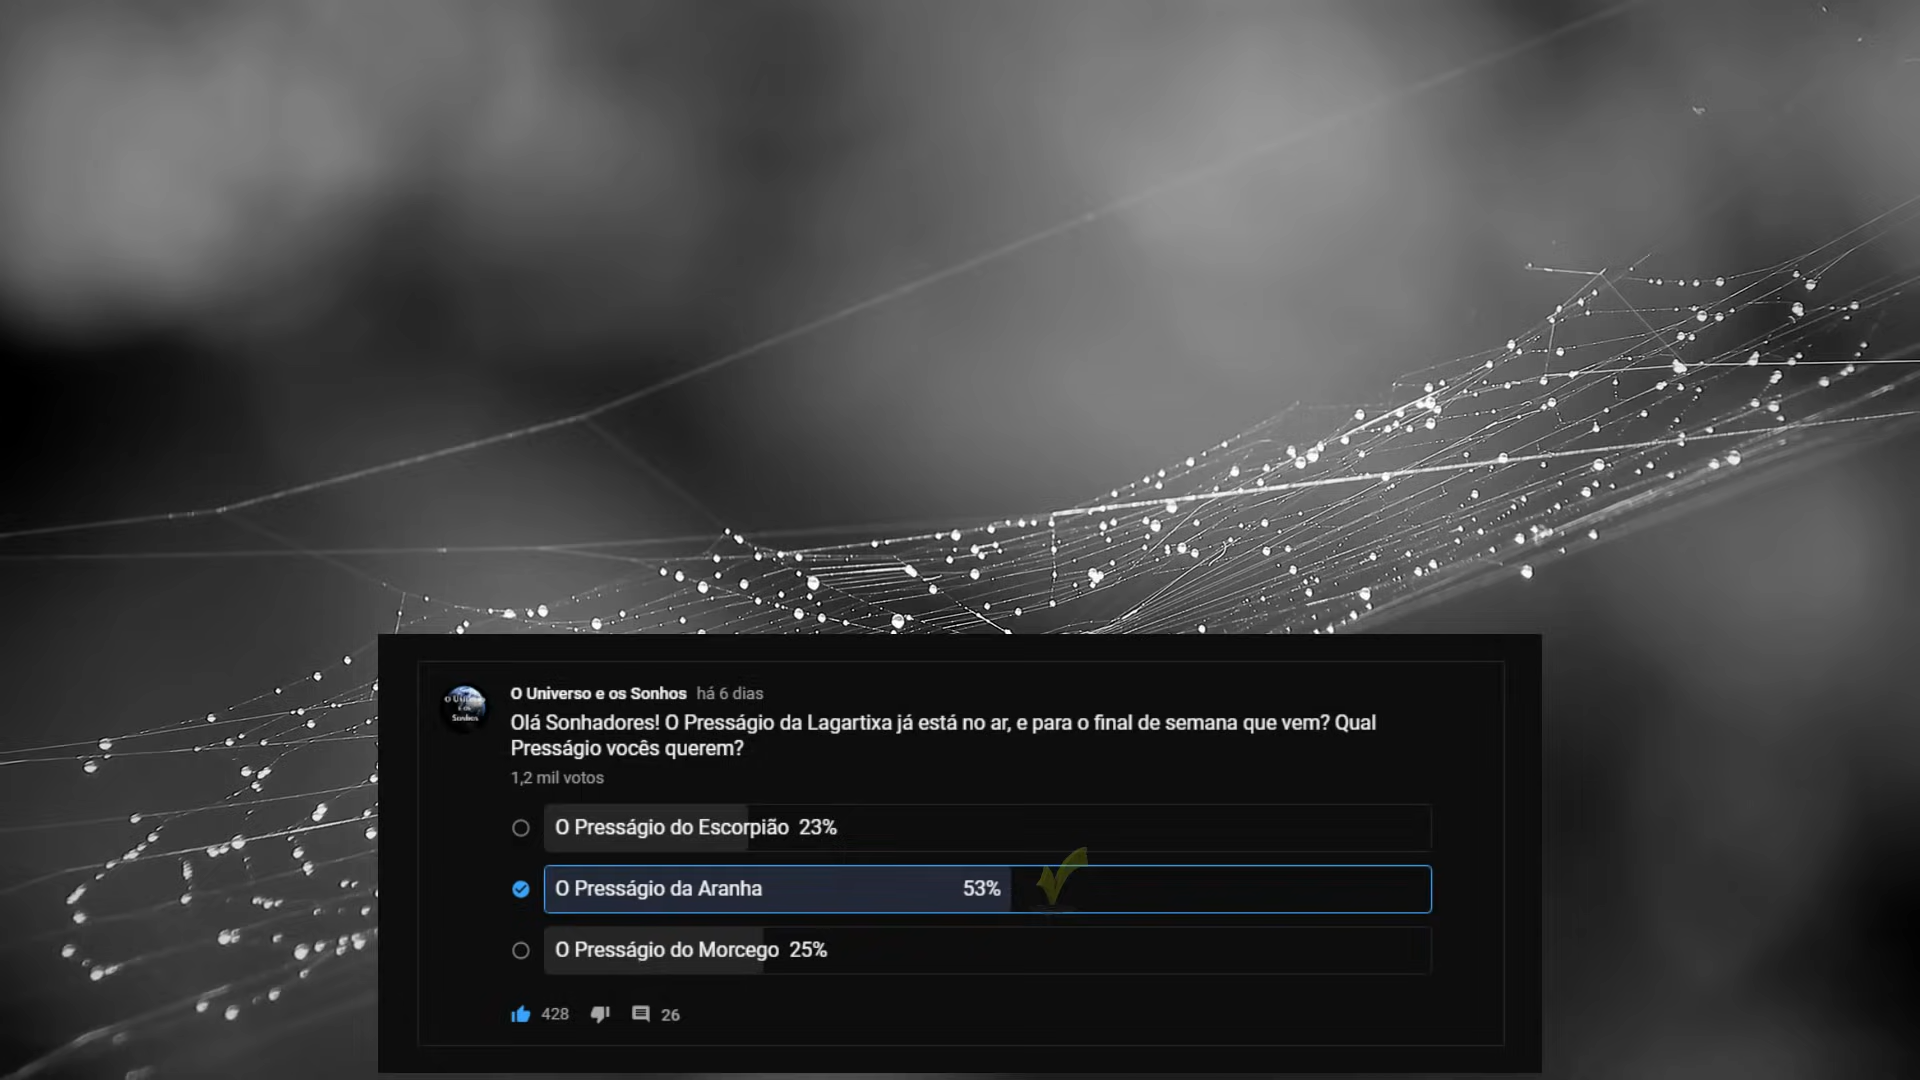 O Universo e os Sonhos há 6 dias
Olá Sonhadores! O Presságio da Lagartixa já está no ar, e para o final de semana que vem? Qual
Presságio vocês querem?
1,2 mil votos
O Presságio do Escorpião 23%
O Presságio da Aranha 53%
O Presságio do Morcego 25%
428 26